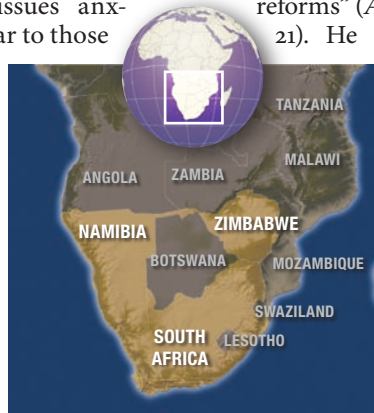 issues anx-
ar to those
reforms” (A
21). He
TANZANIA
MALAWI
ANGOLA
ZAMBIA
NAMIBIA
ZIMBABWE
BOTSWANA
MOZAMBIQUE
SWAZILAND
SOUTH
AFRICA
LESOTHO